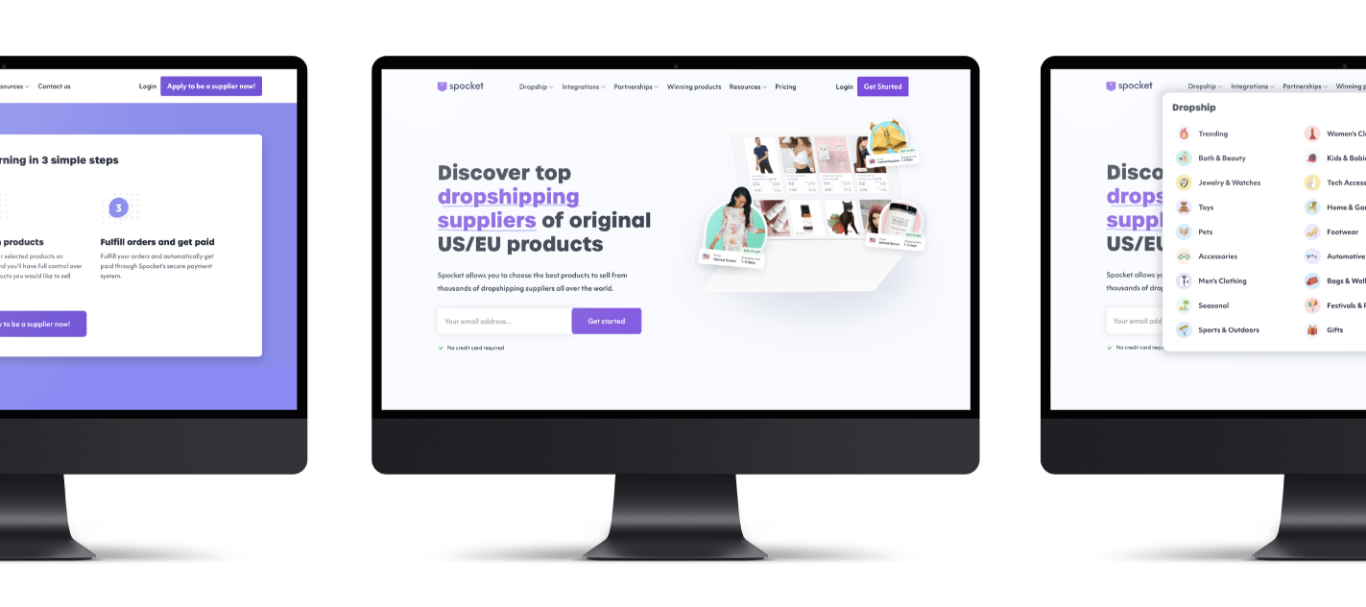 sources
Contact us
Login
Apply to be a supplier now!
rning in 3 simple steps
3
products
Fulfill orders and get paid
r selected products on
nd you'll have full control over
ucts you would like to sell
Fulfill your orders and automatically get
paid through Spocket's secure payment
system.
to be a supplier now!
spocket
Dropship
Integrations
Partnerships
Winning products
Resources
Pricing
Login
Get Started
Discover top
dropshipping
suppliers of original
US/EU products
Spocket allows you to choose the best products to sell from
thousands of dropshipping suppliers all over the world.
Your email address...
Get started
No credit card required
spocket
Dropship
Integrations
Partnerships
Winning p
Disco
drops
suppl
US/EU
Spocket allows yo
thousands of drop
Your email add
No credit card requ
Dropship
Trending
Bath & Beauty
Jewelry & Watches
Toys
Pets
Accessories
Men's Clothing
Seasonal
Sports & Outdoors
Women's Clo
Kids & Babie
Tech Access
Home & Gar
Footwear
Automotive
Bags & Wall
Festivals & P
Gifts